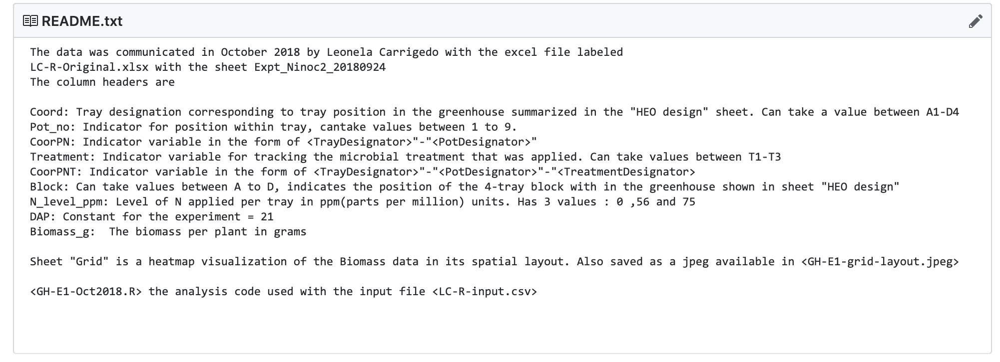 README.txt
The data was communicated in October 2018 by Leonela Carrigedo with the excel file labeled
LC-R-Original.xlsx with the sheet Expt_Ninoc2_20180924
The column headers are
Coord: Tray designation corresponding to tray position in the greenhouse summarized in the "HEO design" sheet. Can take a value between A1-D4
Pot_no: Indicator for position within tray, cantake values between 1 to 9.
CoorPN: Indicator variable in the form of <TrayDesignator>"-"<PotDesignator>"
Treatment: Indicator variable for tracking the microbial treatment that was applied. Can take values between T1-T3
CoorPNT: Indicator variable in the form of <TrayDesignator>"-"<PotDesignator>"-"<TreatmentDesignator>
Block: Can take values between A to D, indicates the position of the 4-tray block with in the greenhouse shown in sheet "HEO design"
N_level_ppm: Level of N applied per tray in ppm(parts per million) units. Has 3 values : 0 ,56 and 75
DAP: Constant for the experiment = 21
Biomass_g:  The biomass per plant in grams
Sheet "Grid" is a heatmap visualization of the Biomass data in its spatial layout. Also saved as a jpeg available in <GH-E1-grid-layout.jpeg>
<GH-E1-Oct2018.R> the analysis code used with the input file <LC-R-input.csv>